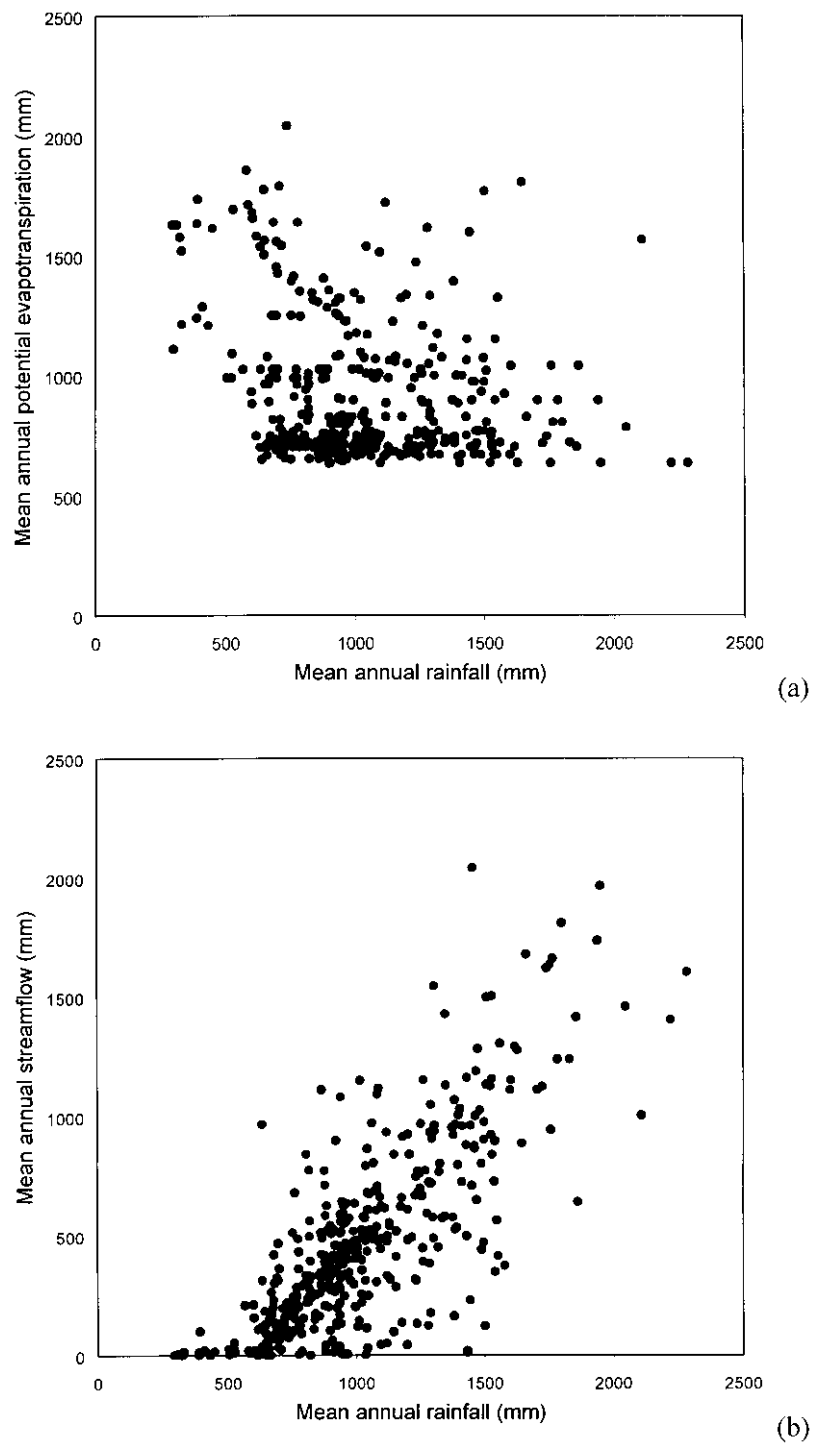 2500
2000
1500
1000
500
0
Mean annual potential evapotranspiration (mm)
0 500 1000 1500 2000 2500
Mean annual rainfall (mm)
(a)
2500
2000
1500
1000
500
0
Mean annual streamflow (mm)
0 500 1000 1500 2000 2500
Mean annual rainfall (mm)
(b)